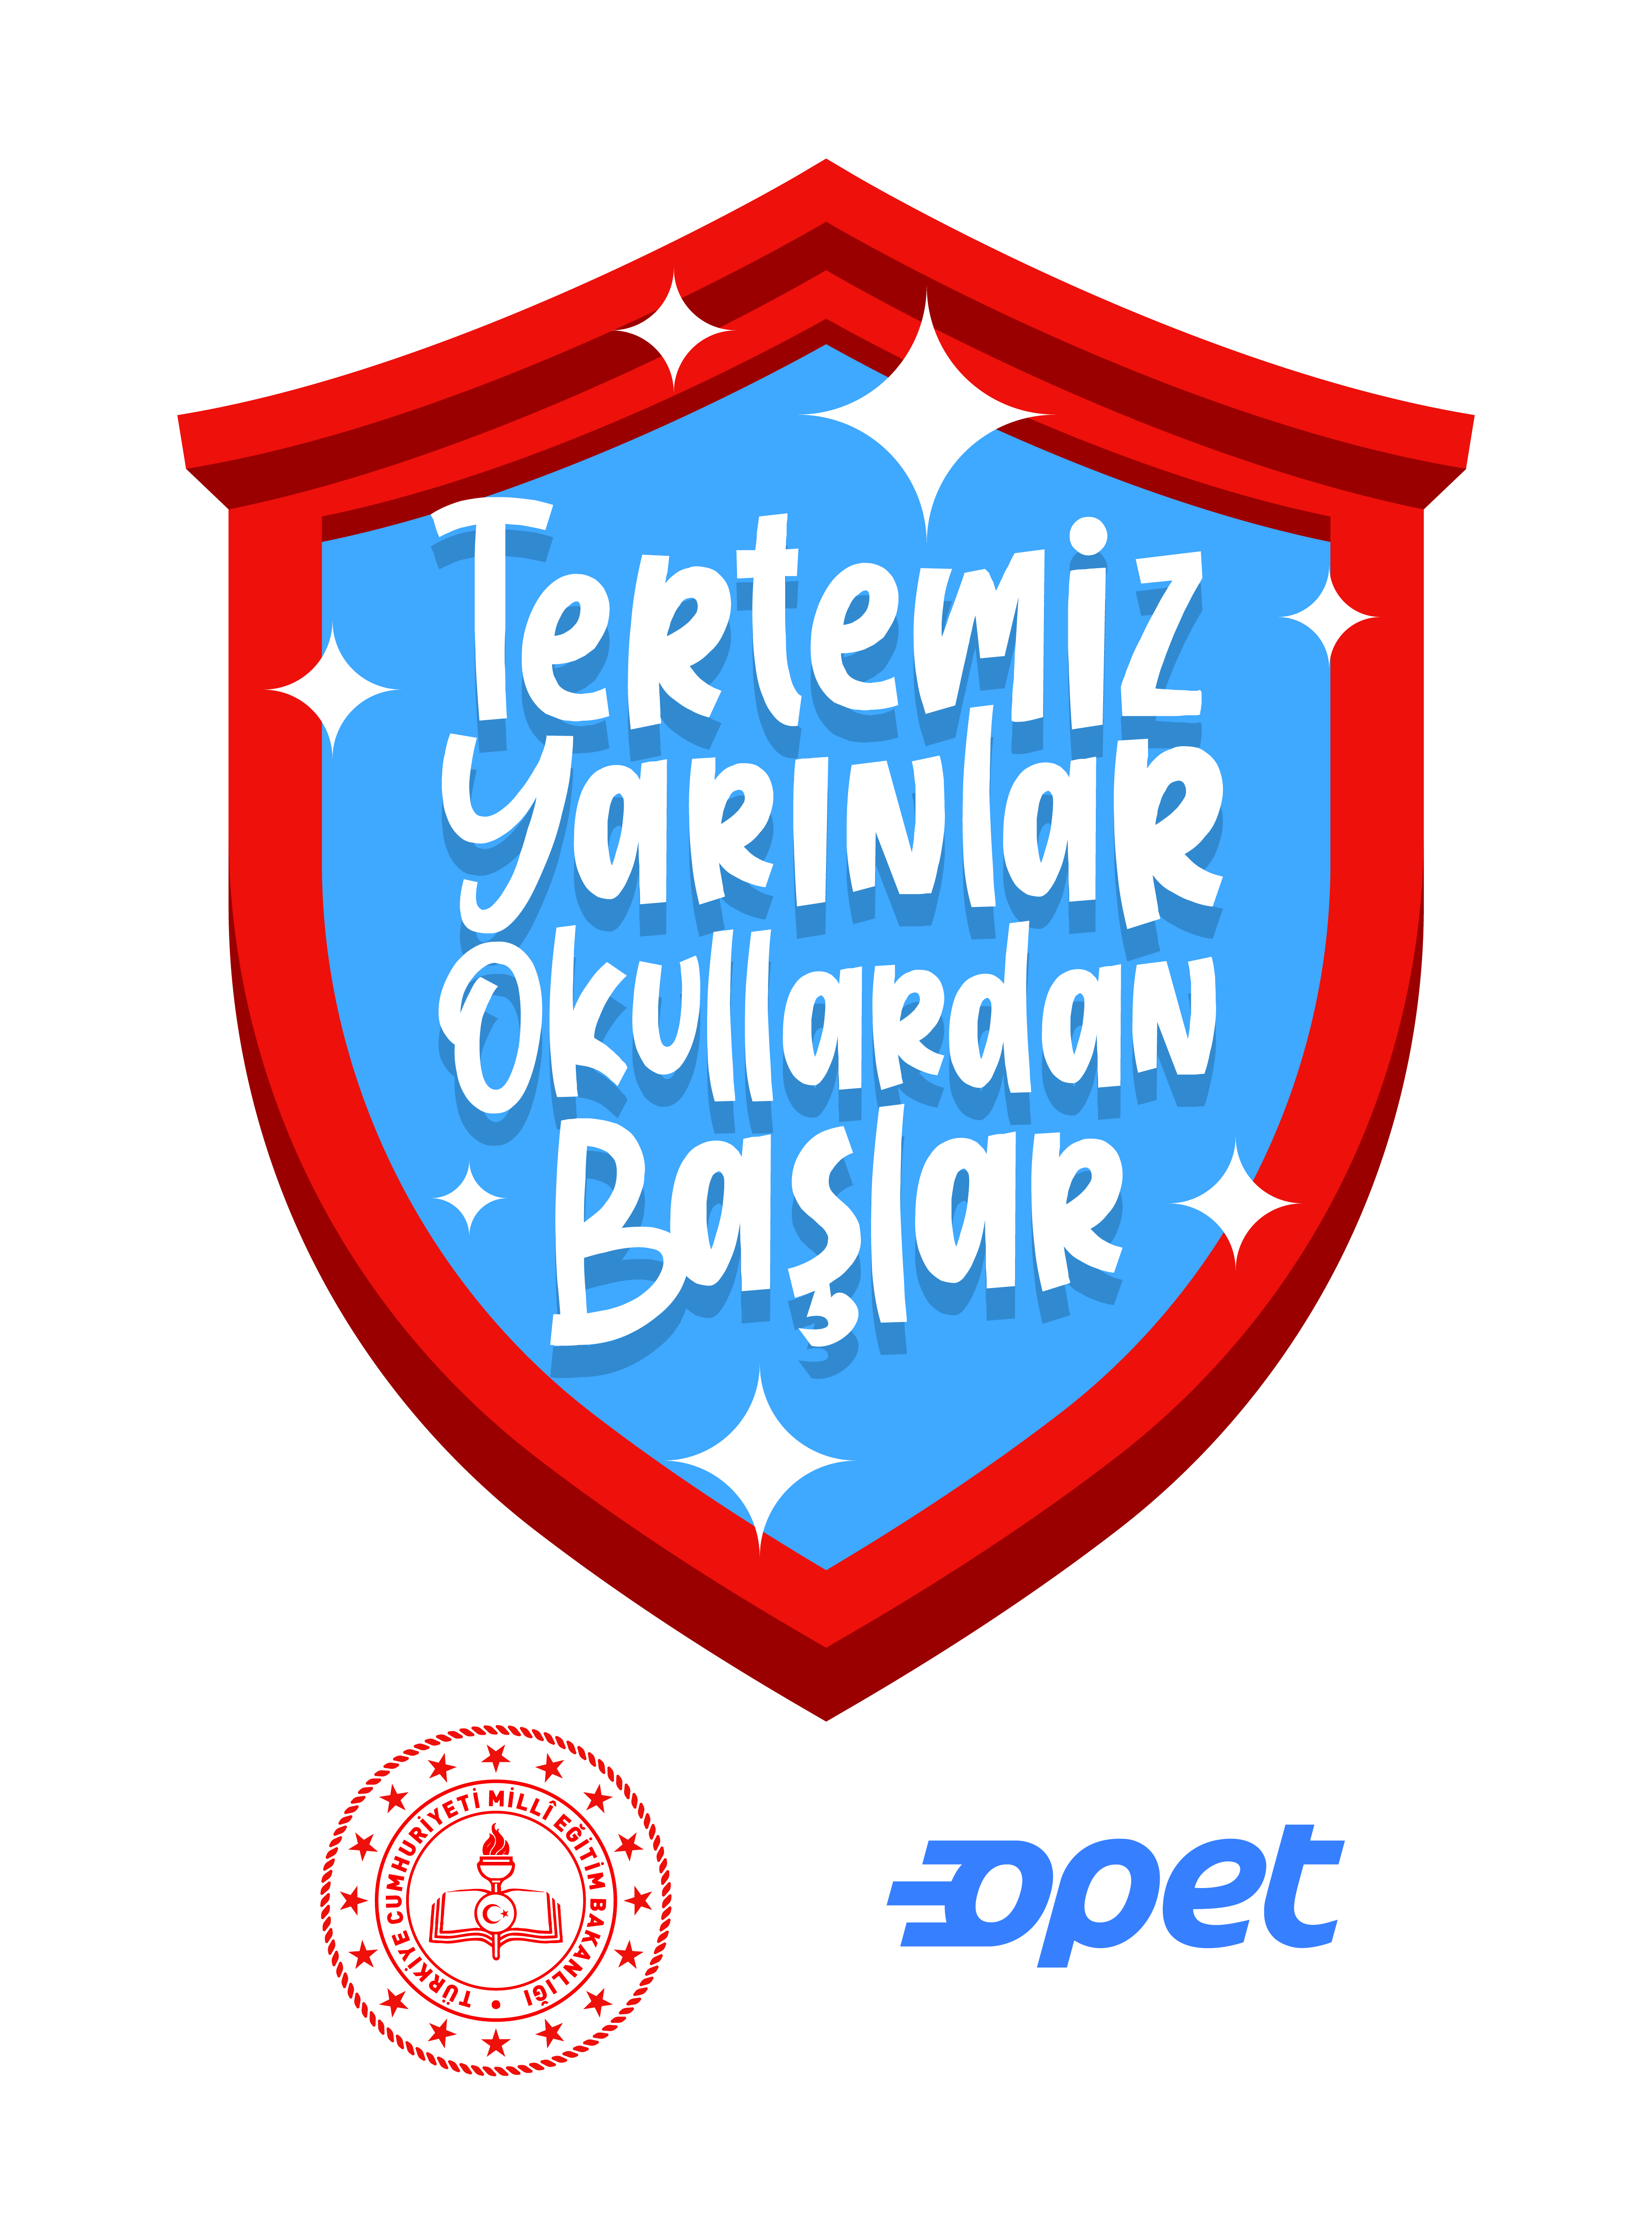 Tertemiz
Yarınlar
Okullardan
Başlar
TÜRKİYE CUMHURİYETİ MİLLÎ EĞİTİM BAKANLIĞI
opet